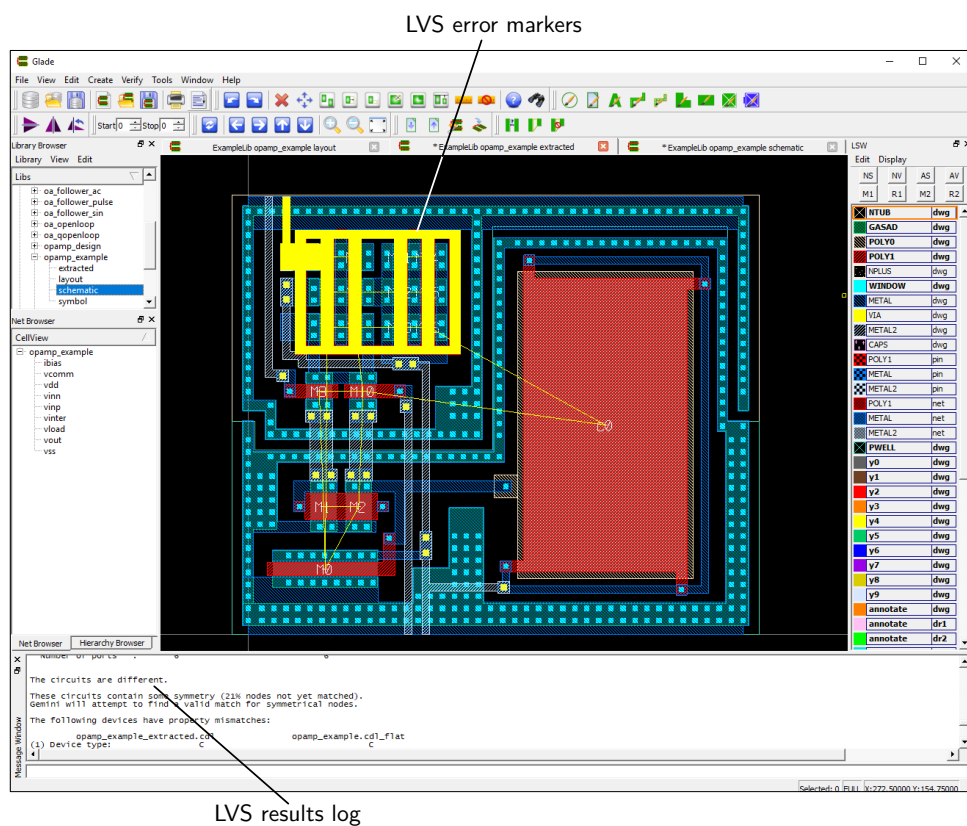 LVS error markers
Glade
File View Edit Create Verify Tools Window Help
Start 0 Stop 0
Library Browser
Library View Edit
Libs
oa_follower_ac
oa_follower_pulse
oa_follower_sin
oa_openloop
oa_qopenloop
opamp_design
opamp_example
extracted
layout
schematic
symbol
Net Browser
CellView
opamp_example
ibias
vcomm
vdd
vinn
vinp
vinter
vload
vout
vss
Net Browser Hierarchy Browser
ExampleLib opamp_example layout
* ExampleLib opamp_example extracted
* ExampleLib opamp_example schematic
M10
M1 M2
M0
C0
LSW
Edit Display
NS NV AS AV
M1 R1 M2 R2
NTUB dwg
GASAD dwg
POLY0 dwg
POLY1 dwg
NPLUS dwg
WINDOW dwg
METAL dwg
VIA dwg
METAL2 dwg
CAPS dwg
POLY1 pin
METAL pin
METAL2 pin
POLY1 net
METAL net
METAL2 net
PWELL dwg
y0 dwg
y1 dwg
y2 dwg
y3 dwg
y4 dwg
y5 dwg
y6 dwg
y7 dwg
y8 dwg
y9 dwg
annotate dwg
annotate dr1
annotate dr2
Message Window
Number of ports : 6 6
The circuits are different.
These circuits contain some symmetry (21% nodes not yet matched).
Gemini will attempt to find a valid match for symmetrical nodes.
The following devices have property mismatches:
opamp_example_extracted.cdl opamp_example.cdl_flat
(1) Device type: C C
Selected: 0 FULL X:272.50000 Y:154.75000
LVS results log